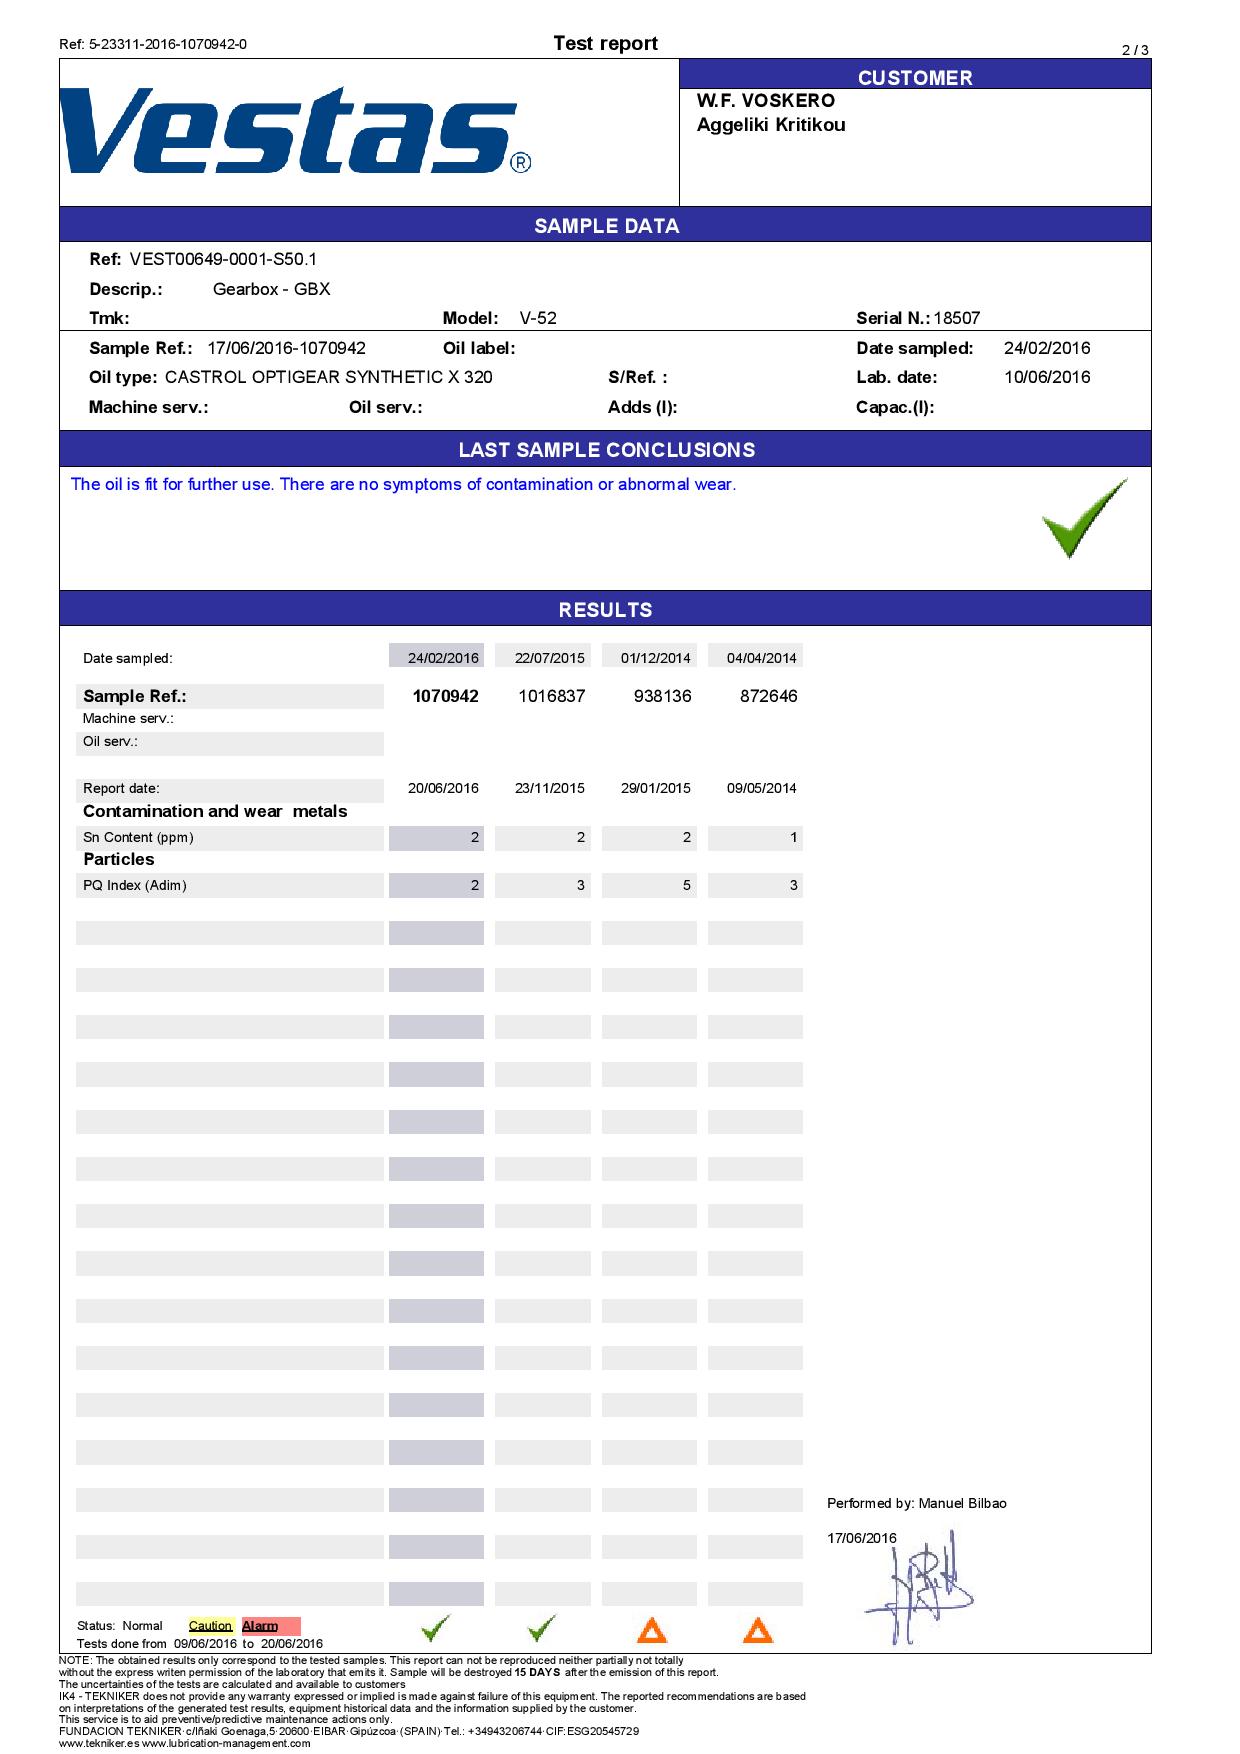 Ref: 5-23311-2016-1070942-0
Test report
2 / 3
Vestas®
CUSTOMER
W.F. VOSKERO
Aggeliki Kritikou
SAMPLE DATA
Ref: VEST00649-0001-S50.1
Descrip.: Gearbox - GBX
Tmk: Model: V-52 Serial N.: 18507
Sample Ref.: 17/06/2016-1070942 Oil label: Date sampled: 24/02/2016
Oil type: CASTROL OPTIGEAR SYNTHETIC X 320 S/Ref. : Lab. date: 10/06/2016
Machine serv.: Oil serv.: Adds (l): Capac.(l):
LAST SAMPLE CONCLUSIONS
The oil is fit for further use. There are no symptoms of contamination or abnormal wear.
RESULTS
Date sampled: 24/02/2016 22/07/2015 01/12/2014 04/04/2014
Sample Ref.: 1070942 1016837 938136 872646
Machine serv.:
Oil serv.:
Report date: 20/06/2016 23/11/2015 29/01/2015 09/05/2014
Contamination and wear metals
Sn Content (ppm) 2 2 2 1
Particles
PQ Index (Adim) 2 3 5 3
Performed by: Manuel Bilbao
17/06/2016
Status: Normal Caution Alarm
Tests done from 09/06/2016 to 20/06/2016
NOTE: The obtained results only correspond to the tested samples. This report can not be reproduced neither partially not totally
without the express writen permission of the laboratory that emits it. Sample will be destroyed 15 DAYS after the emission of this report.
The uncertainties of the tests are calculated and available to customers
IK4 - TEKNIKER does not provide any warranty expressed or implied is made against failure of this equipment. The reported recommendations are based
on interpretations of the generated test results, equipment historical data and the information supplied by the customer.
This service is to aid preventive/predictive maintenance actions only.
FUNDACION TEKNIKER·c/Iñaki Goenaga,5·20600·EIBAR·Gipúzcoa·(SPAIN)·Tel.: +34943206744·CIF:ESG20545729
www.tekniker.es www.lubrication-management.com